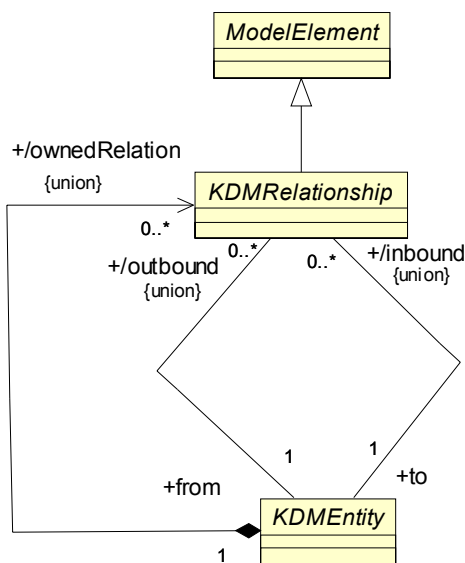 ModelElement
+/ownedRelation
{union}
KDMRelationship
0..*
0..*
0..*
+/outbound
{union}
+/inbound
{union}
1
1
+from
+to
KDMEntity
1